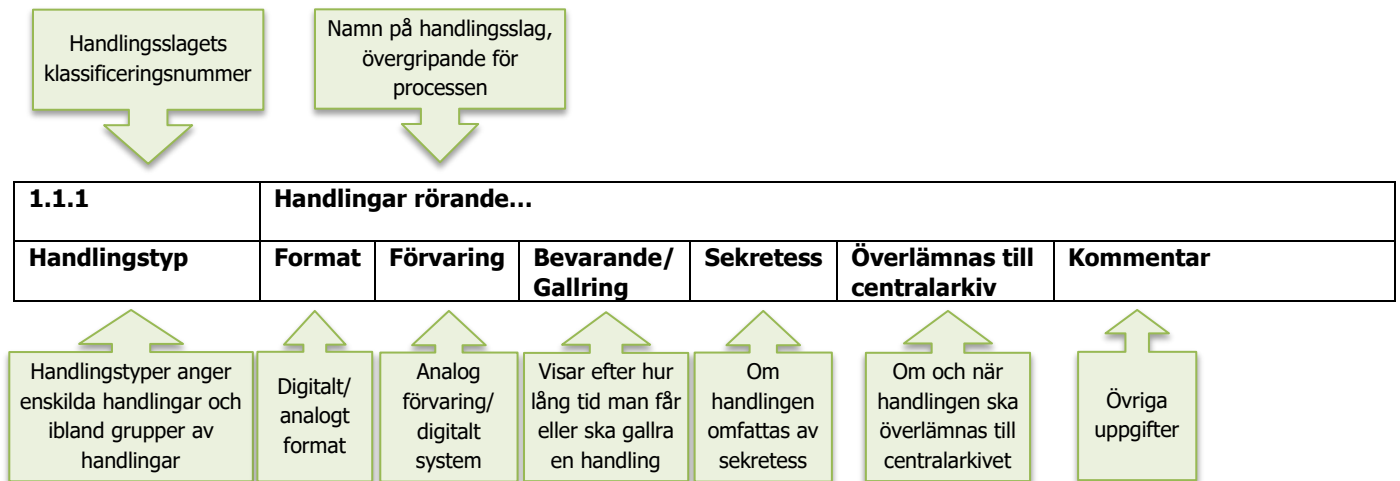 Handlingsslagets
klassificeringsnummer
Namn på handlingsslag,
övergripande för
processen
1.1.1
Handlingar rörande…
Handlingstyp
Format
Förvaring
Bevarande/
Gallring
Sekretess
Överlämnas till
centralarkiv
Kommentar
Handlingstyper anger
enskilda handlingar och
ibland grupper av
handlingar
Digitalt/
analogt
format
Analog
förvaring/
digitalt
system
Visar efter hur
lång tid man får
eller ska gallra
en handling
Om
handlingen
omfattas av
sekretess
Om och när
handlingen ska
överlämnas till
centralarkivet
Övriga
uppgifter